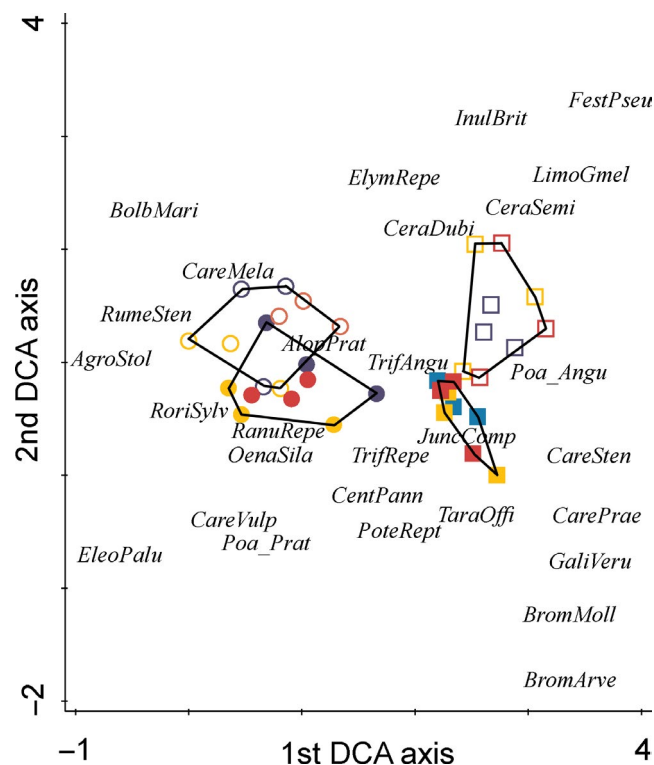 4
FestPseu
InulBrit
ElymRepe
LimoGmel
CeraSemi
BolbMari
CeraDubi
CareMela
RumeSten
AlopPrat
AgroStol
TrifAngu
Poa_Angu
RoriSylv
RanuRepe
JuncComp
OenaSila
TrifRepe
CareSten
CentPann
CareVulp
TaraOffi
CarePrae
PoteRept
Poa_Prat
EleoPalu
GaliVeru
BromMoll
BromArve
2nd DCA axis
−2
−1
1st DCA axis
4